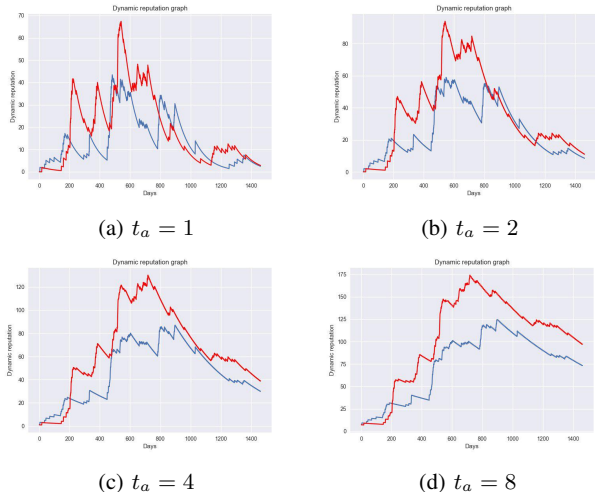 Dynamic reputation graph
Dynamic reputation
70
60
50
40
30
20
10
0
0 200 400 600 800 1000 1200 1400
Days
(a) t_a = 1
Dynamic reputation graph
Dynamic reputation
80
60
40
20
0
0 200 400 600 800 1000 1200 1400
Days
(b) t_a = 2
Dynamic reputation graph
Dynamic reputation
120
100
80
60
40
20
0
0 200 400 600 800 1000 1200 1400
Days
(c) t_a = 4
Dynamic reputation graph
Dynamic reputation
175
150
125
100
75
50
25
0
0 200 400 600 800 1000 1200 1400
Days
(d) t_a = 8